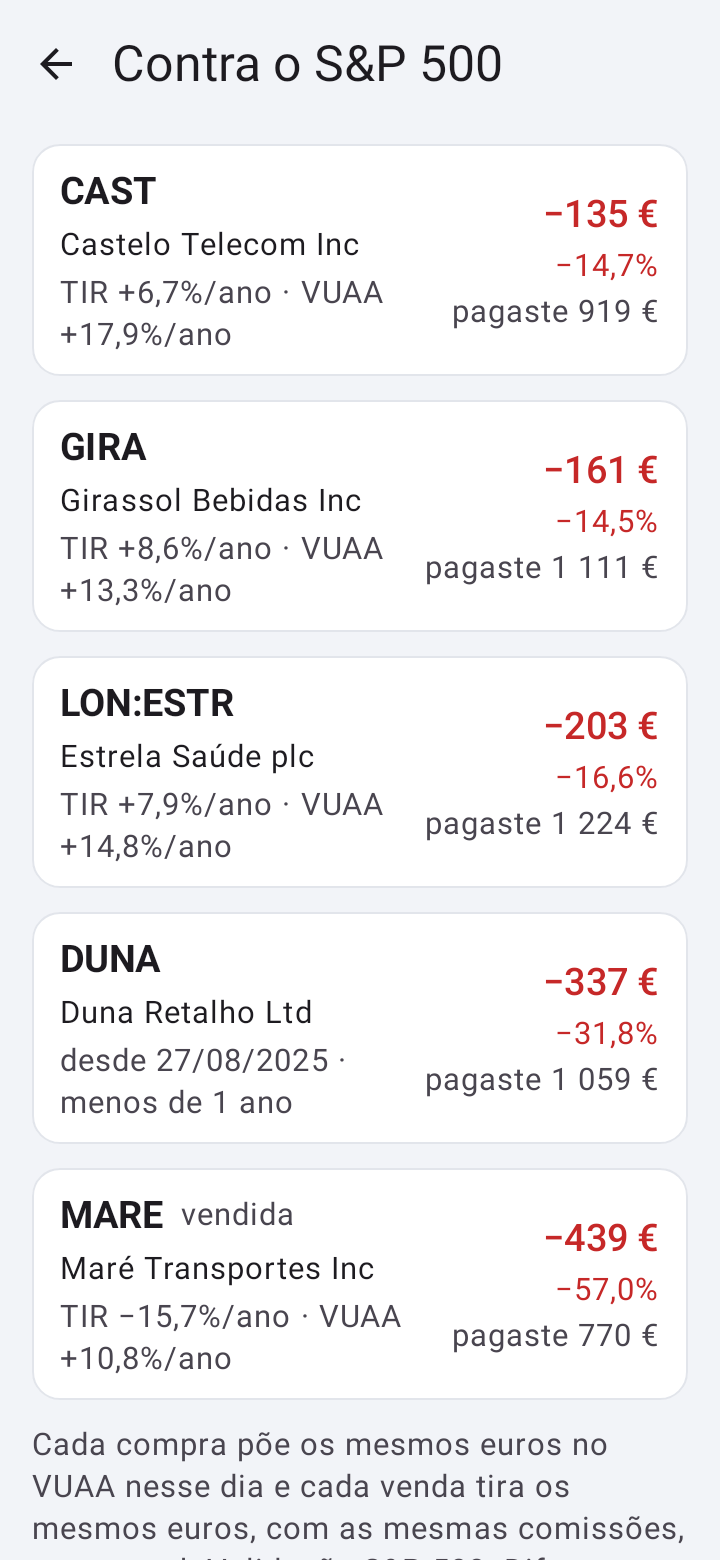 Contra o S&P 500
CAST
Castelo Telecom Inc
TIR +6,7%/ano · VUAA
+17,9%/ano
−135 €
−14,7%
pagaste 919 €
GIRA
Girassol Bebidas Inc
TIR +8,6%/ano · VUAA
+13,3%/ano
−161 €
−14,5%
pagaste 1 111 €
LON:ESTR
Estrela Saúde plc
TIR +7,9%/ano · VUAA
+14,8%/ano
−203 €
−16,6%
pagaste 1 224 €
DUNA
Duna Retalho Ltd
desde 27/08/2025 ·
menos de 1 ano
−337 €
−31,8%
pagaste 1 059 €
MARE vendida
Maré Transportes Inc
TIR −15,7%/ano · VUAA
+10,8%/ano
−439 €
−57,0%
pagaste 770 €
Cada compra põe os mesmos euros no
VUAA nesse dia e cada venda tira os
mesmos euros, com as mesmas comissões,